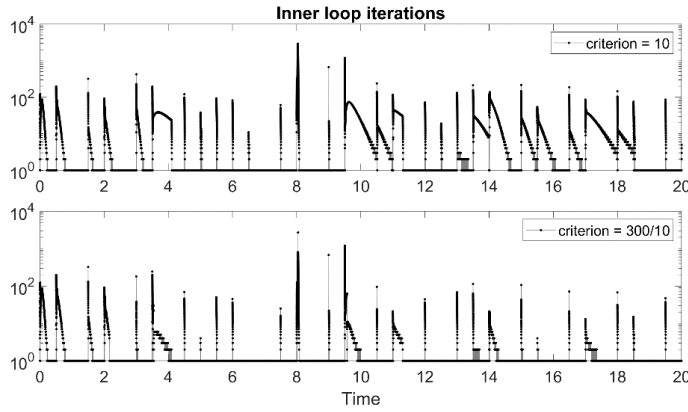 Inner loop iterations
10^4
10^2
10^0
criterion = 10
0 2 4 6 8 10 12 14 16 18 20
10^4
10^2
10^0
criterion = 300/10
0 2 4 6 8 10 12 14 16 18 20
Time